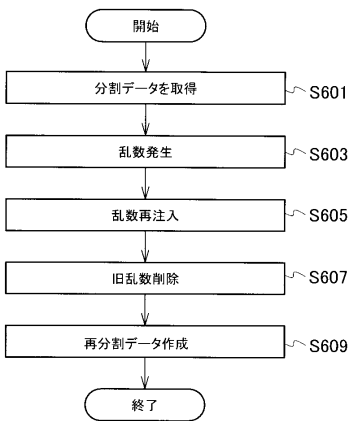 開始
分割データを取得
S601
乱数発生
S603
乱数再注入
S605
旧乱数削除
S607
再分割データ作成
S609
終了